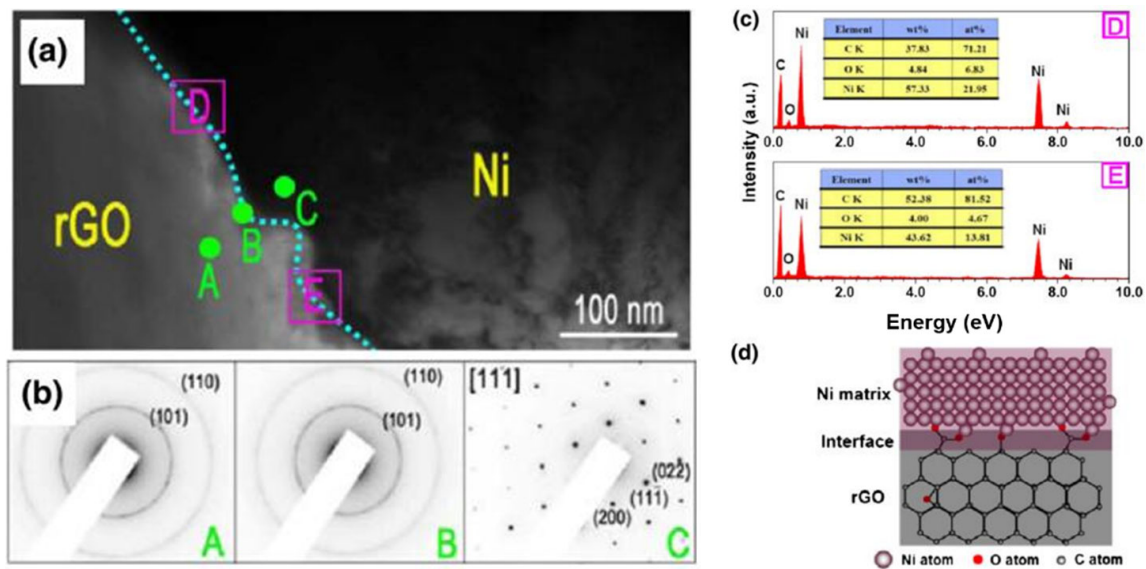 (a)
D
C
Ni
B
rGO
A
E
100 nm
(b)
(110)
(101)
A
(110)
(101)
B
[111]
(022)
(111̄)
(200)
C
(c)
Intensity (a.u.)
D
Element wt% at%
C K 37.83 71.21
O K 4.84 6.83
Ni K 57.33 21.95
C
O
Ni
Ni
Ni
0.0 2.0 4.0 6.0 8.0 10.0
E
Element wt% at%
C K 52.38 81.52
O K 4.00 4.67
Ni K 43.62 13.81
C
O
Ni
Ni
Ni
0.0 2.0 4.0 6.0 8.0 10.0
Energy (eV)
(d)
Ni matrix
Interface
rGO
Ni atom O atom C atom